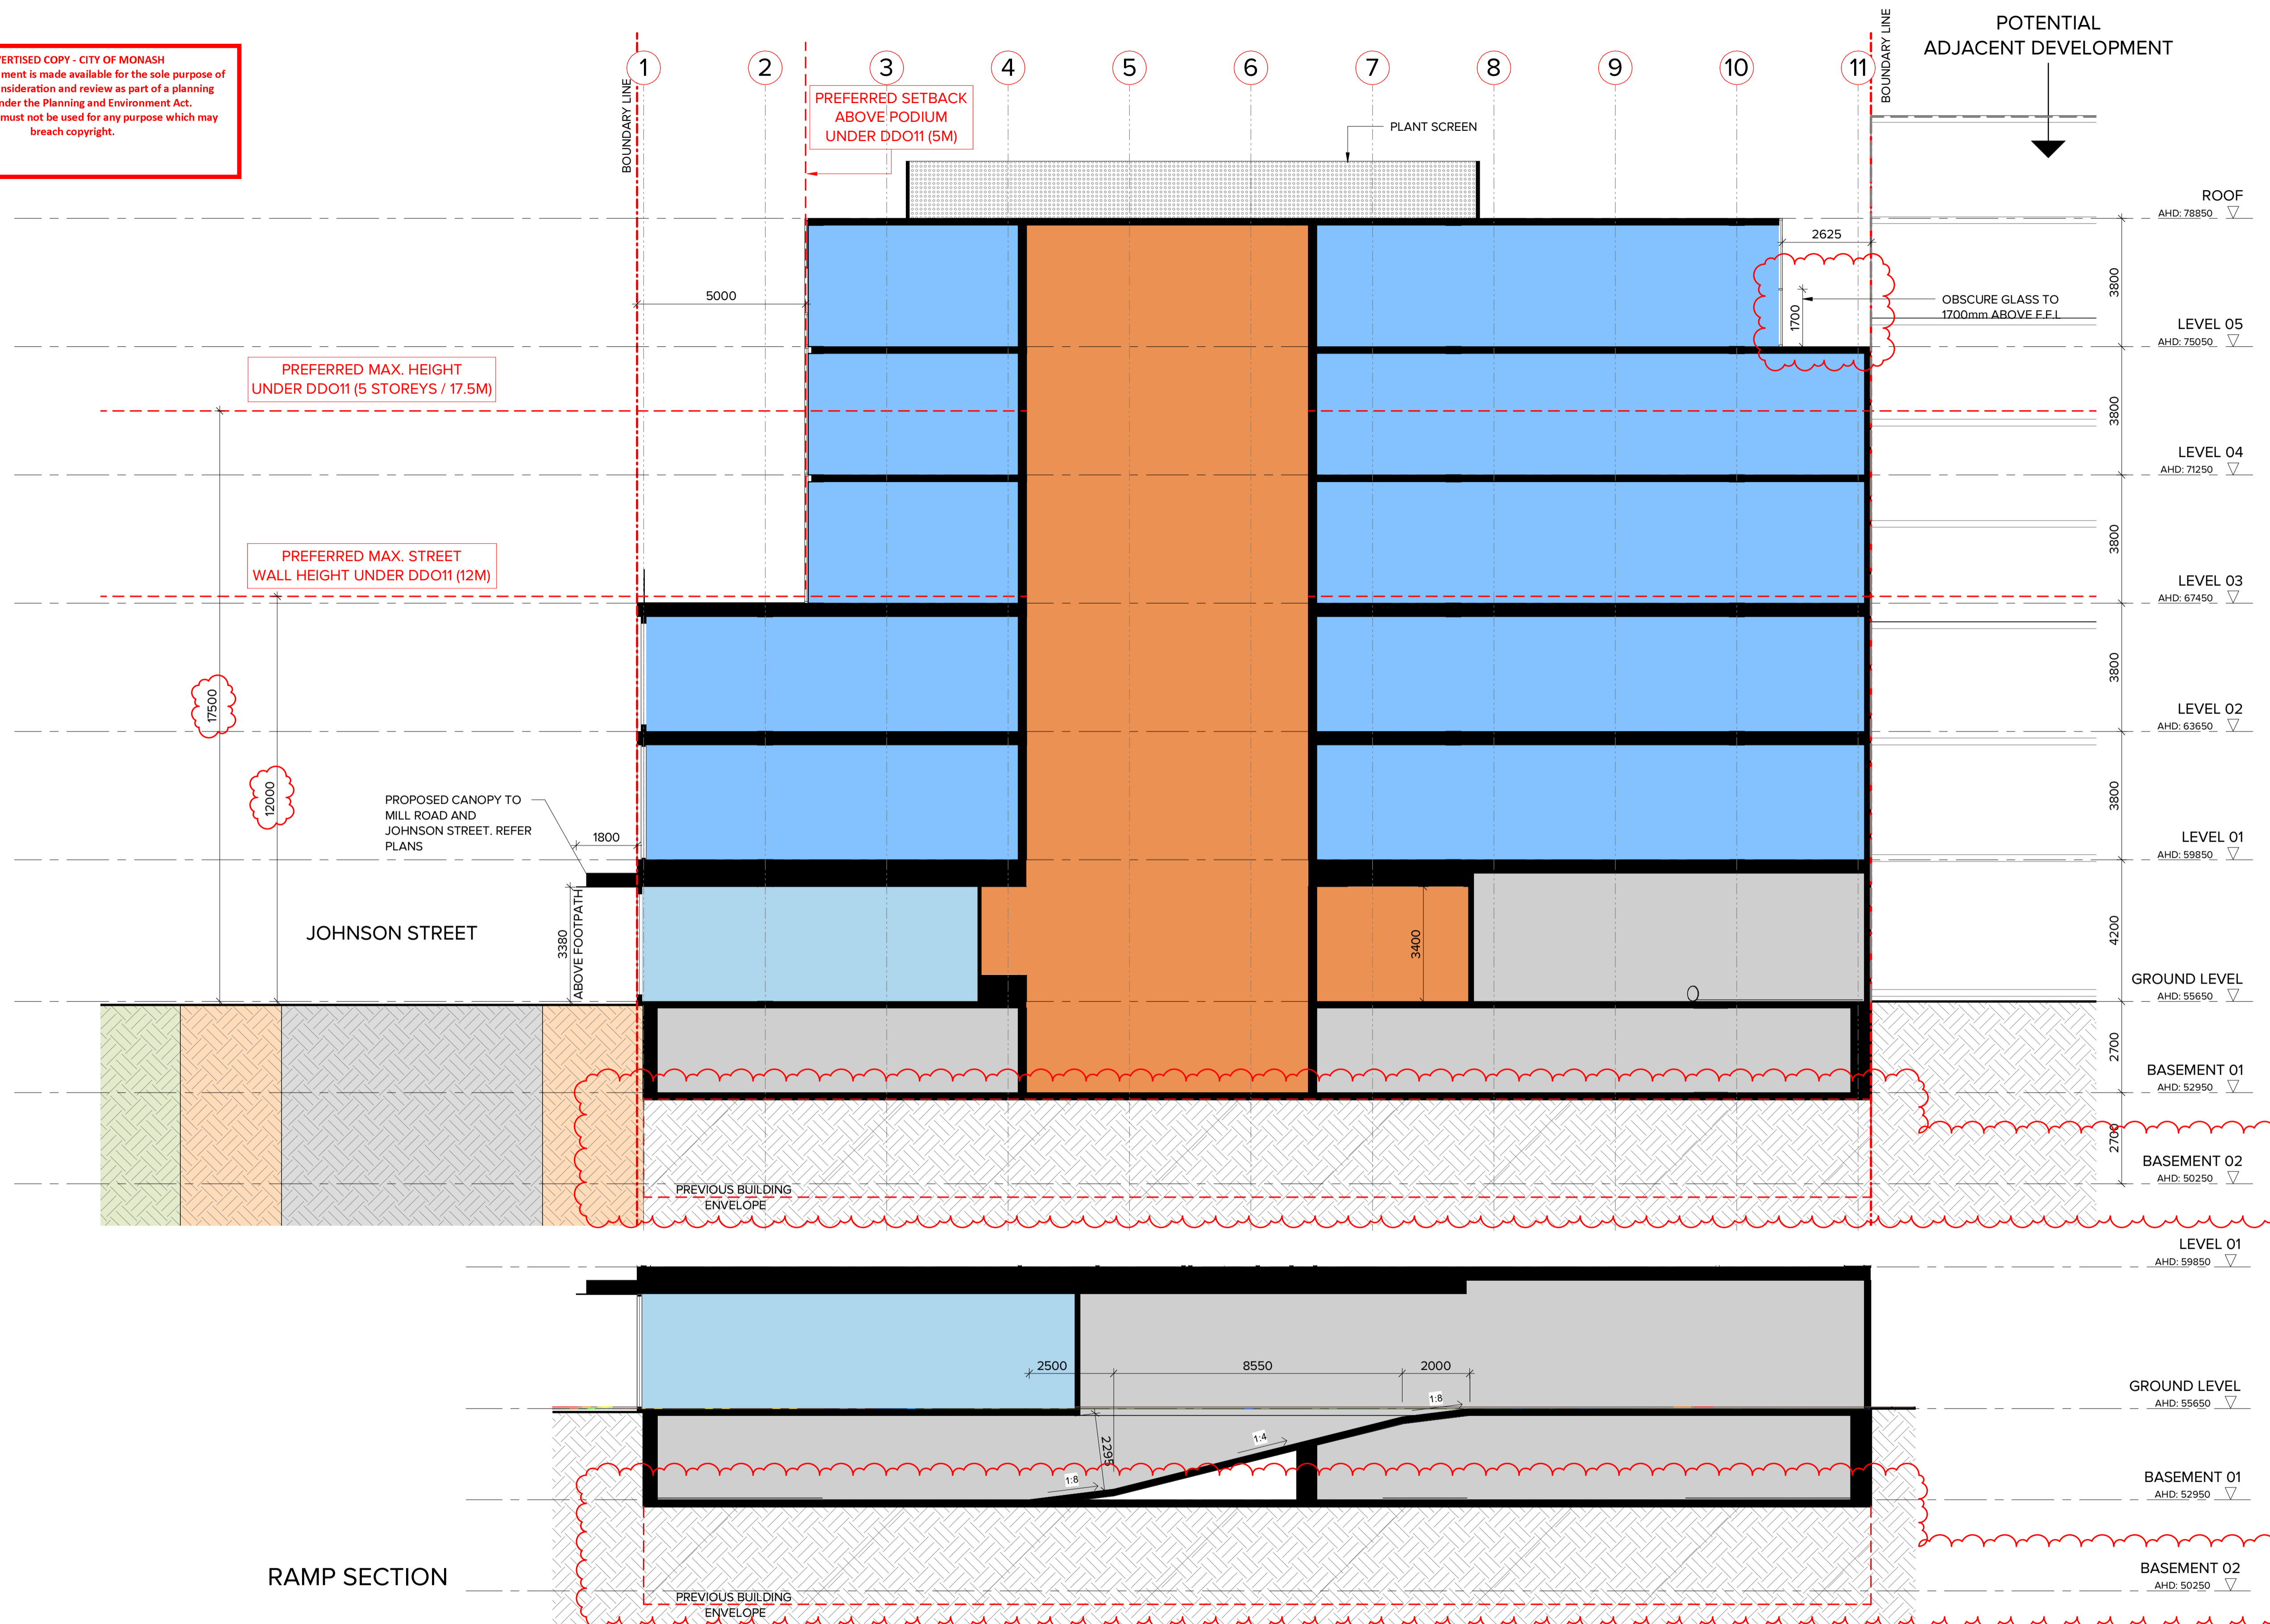 ERTISED COPY - CITY OF MONASH
ment is made available for the sole purpose of
nsideration and review as part of a planning
nder the Planning and Environment Act.
must not be used for any purpose which may
breach copyright.
BOUNDARY LINE
1
2
3
4
5
6
7
8
9
10
11
BOUNDARY LINE
POTENTIAL
ADJACENT DEVELOPMENT
PREFERRED SETBACK
ABOVE PODIUM
UNDER DDO11 (5M)
PLANT SCREEN
ROOF
AHD: 78850
2625
5000
3800
1700
OBSCURE GLASS TO
1700mm ABOVE F.F.L
LEVEL 05
AHD: 75050
PREFERRED MAX. HEIGHT
UNDER DDO11 (5 STOREYS / 17.5M)
3800
LEVEL 04
AHD: 71250
3800
PREFERRED MAX. STREET
WALL HEIGHT UNDER DDO11 (12M)
LEVEL 03
AHD: 67450
3800
17500
LEVEL 02
AHD: 63650
12000
3800
PROPOSED CANOPY TO
MILL ROAD AND
JOHNSON STREET. REFER
PLANS
1800
LEVEL 01
AHD: 59850
JOHNSON STREET
3380
ABOVE FOOTPATH
3400
4200
GROUND LEVEL
AHD: 55650
2700
BASEMENT 01
AHD: 52950
2700
BASEMENT 02
AHD: 50250
PREVIOUS BUILDING
ENVELOPE
LEVEL 01
AHD: 59850
2500
8550
2000
1:8
GROUND LEVEL
AHD: 55650
2295
1:4
1:8
BASEMENT 01
AHD: 52950
RAMP SECTION
BASEMENT 02
AHD: 50250
PREVIOUS BUILDING
ENVELOPE